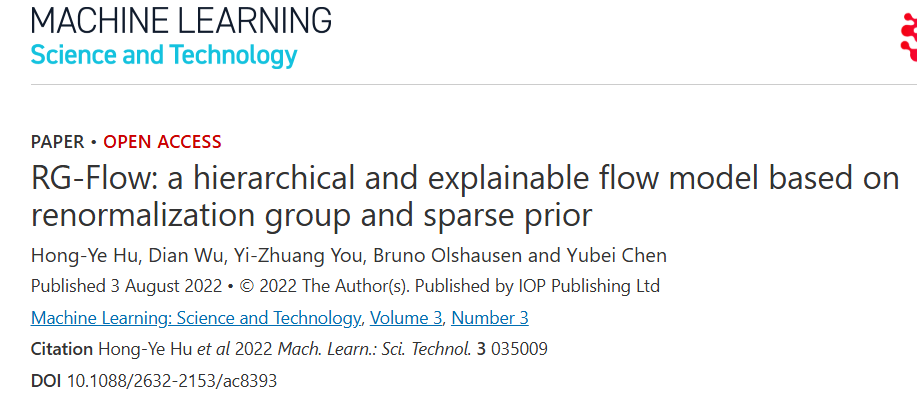 MACHINE LEARNING
Science and Technology
PAPER • OPEN ACCESS
RG-Flow: a hierarchical and explainable flow model based on
renormalization group and sparse prior
Hong-Ye Hu, Dian Wu, Yi-Zhuang You, Bruno Olshausen and Yubei Chen
Published 3 August 2022 • © 2022 The Author(s). Published by IOP Publishing Ltd
Machine Learning: Science and Technology, Volume 3, Number 3
Citation Hong-Ye Hu et al 2022 Mach. Learn.: Sci. Technol. 3 035009
DOI 10.1088/2632-2153/ac8393